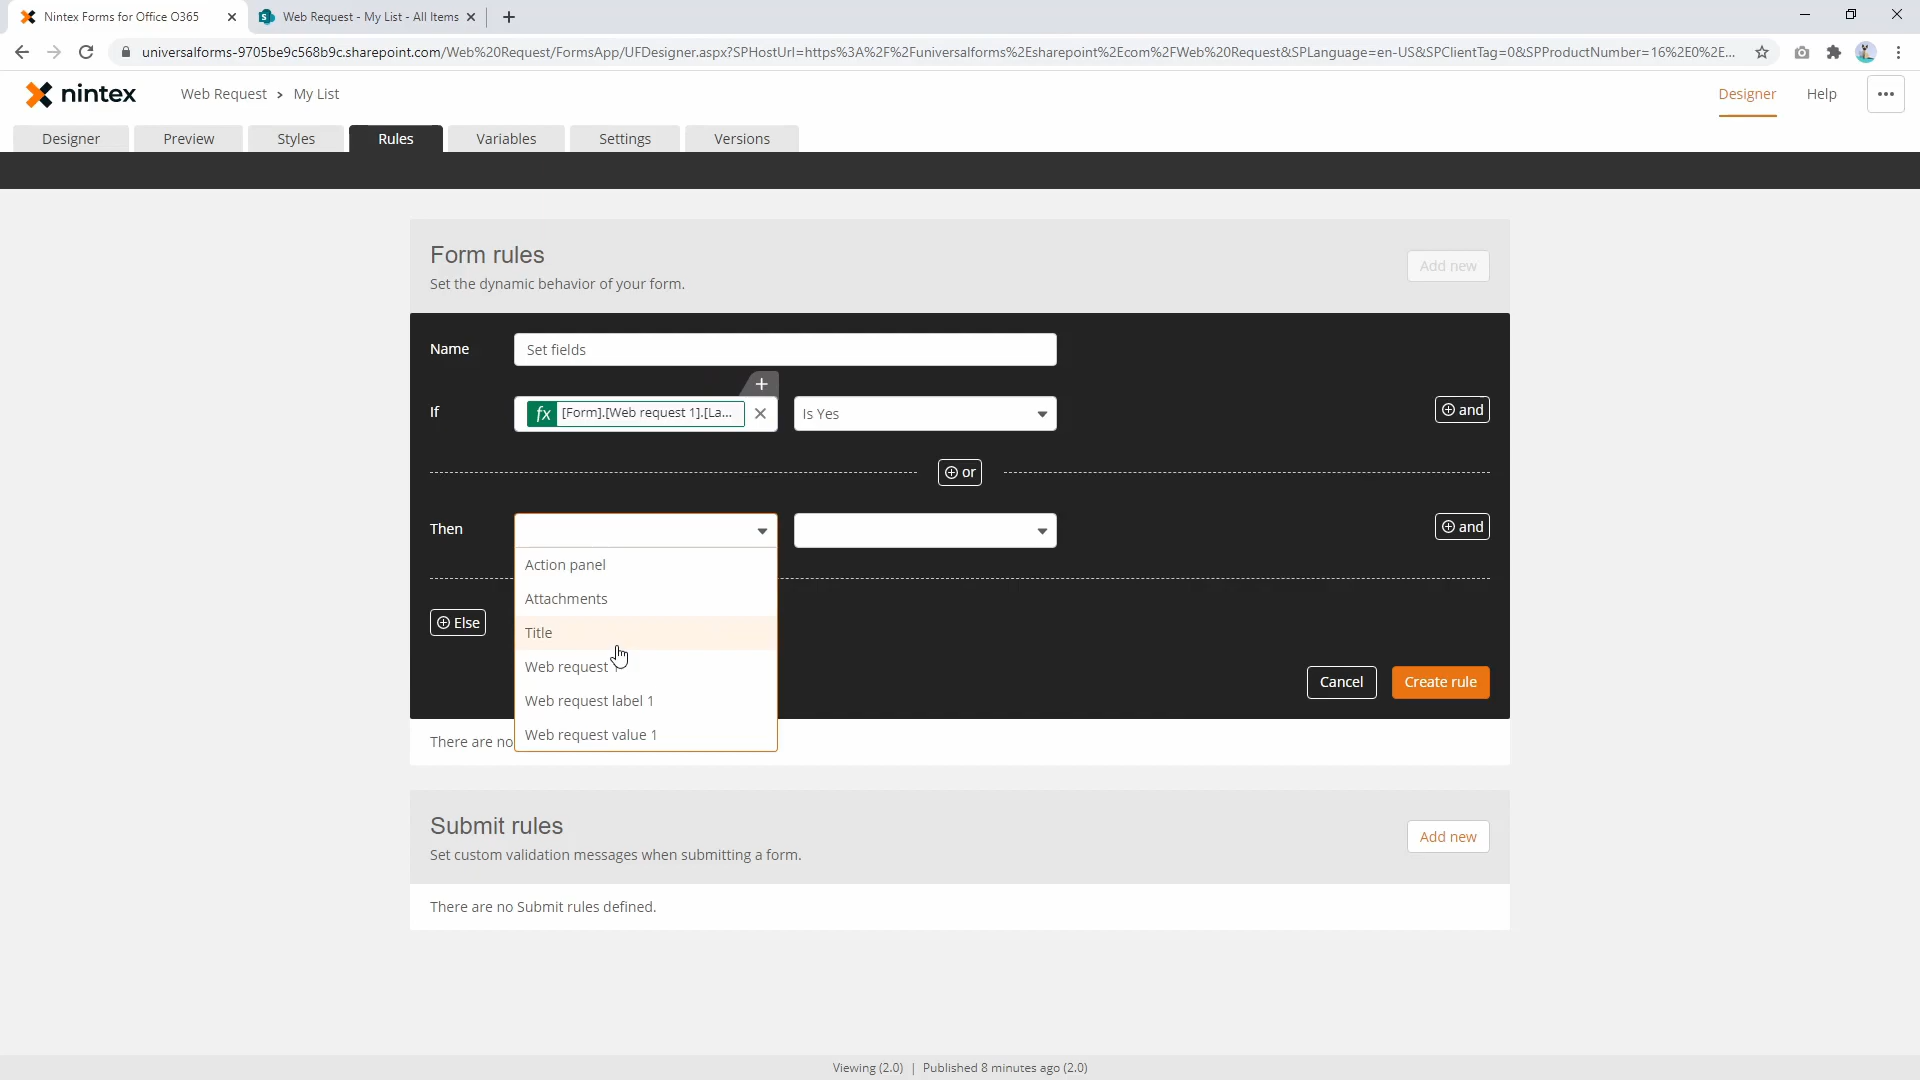 Nintex Forms for Office O365
Web Request - My List - All Items
universalforms-9705be9c568b9c.sharepoint.com/Web%20Request/FormsApp/UFDesigner.aspx?SPHostUrl=https%3A%2F%2Funiversalforms%2Esharepoint%2Ecom%2FWeb%20Request&SPLanguage=en-US&SPClientTag=0&SPProductNumber=16%2E0%2E...
nintex
Web Request > My List
Designer
Help
Designer
Preview
Styles
Rules
Variables
Settings
Versions
Form rules
Set the dynamic behavior of your form.
Add new
Name
Set fields
If
fx [Form].[Web request 1].[La...
Is Yes
and
or
Then
and
Action panel
Attachments
Title
Web request
Web request label 1
Web request value 1
Else
Cancel
Create rule
There are no
Submit rules
Set custom validation messages when submitting a form.
Add new
There are no Submit rules defined.
Viewing (2.0) | Published 8 minutes ago (2.0)